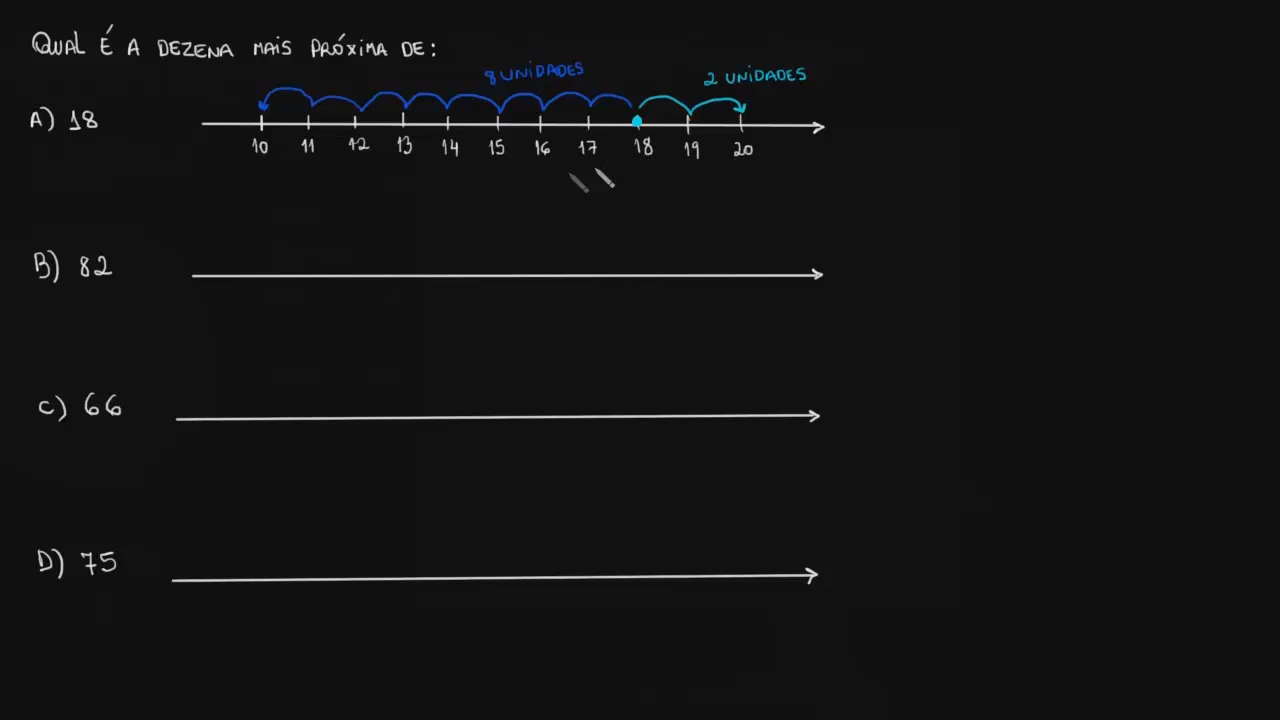 QUAL É A DEZENA MAIS PRÓXIMA DE:
8 UNIDADES 2 UNIDADES
A) 18
10 11 12 13 14 15 16 17 18 19 20
B) 82
C) 66
D) 75